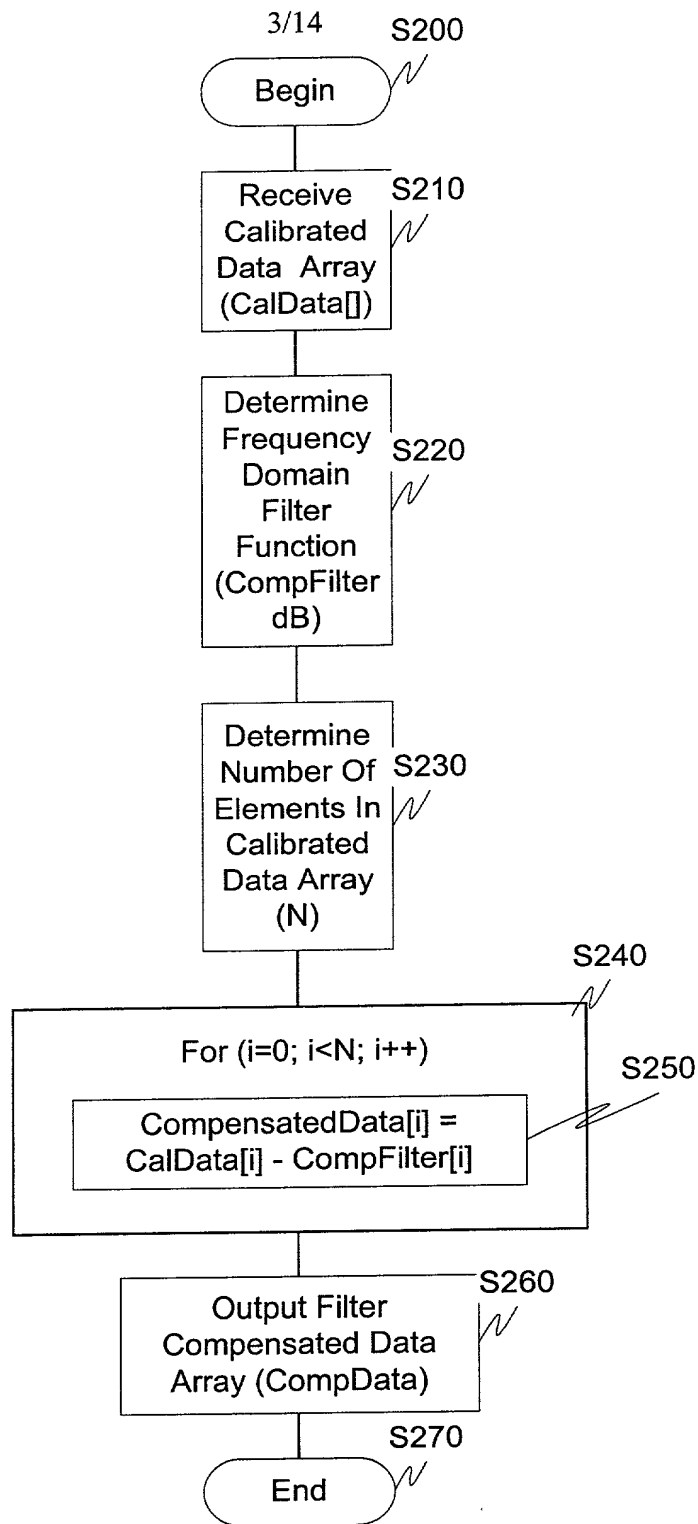 3/14
S200
Begin
S210
Receive
Calibrated
Data Array
(CalData[])
S220
Determine
Frequency
Domain
Filter
Function
(CompFilter
dB)
S230
Determine
Number Of
Elements In
Calibrated
Data Array
(N)
S240
For (i=0; i<N; i++)
S250
CompensatedData[i] =
CalData[i] - CompFilter[i]
S260
Output Filter
Compensated Data
Array (CompData)
S270
End